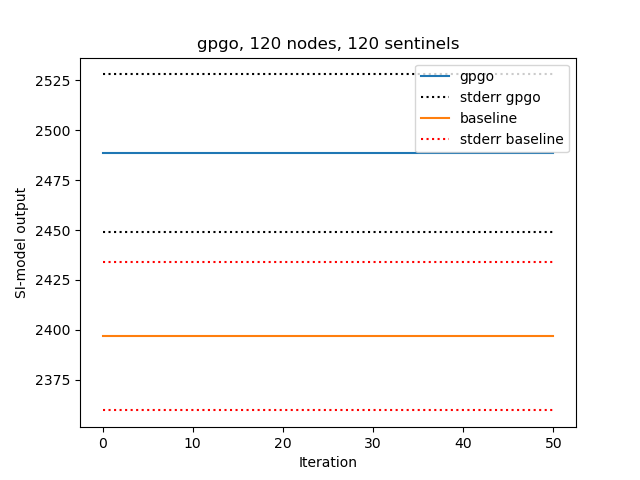 gpgo, 120 nodes, 120 sentinels
gpgo
stderr gpgo
baseline
stderr baseline
2525
2500
2475
2450
2425
2400
2375
SI-model output
0 10 20 30 40 50
Iteration